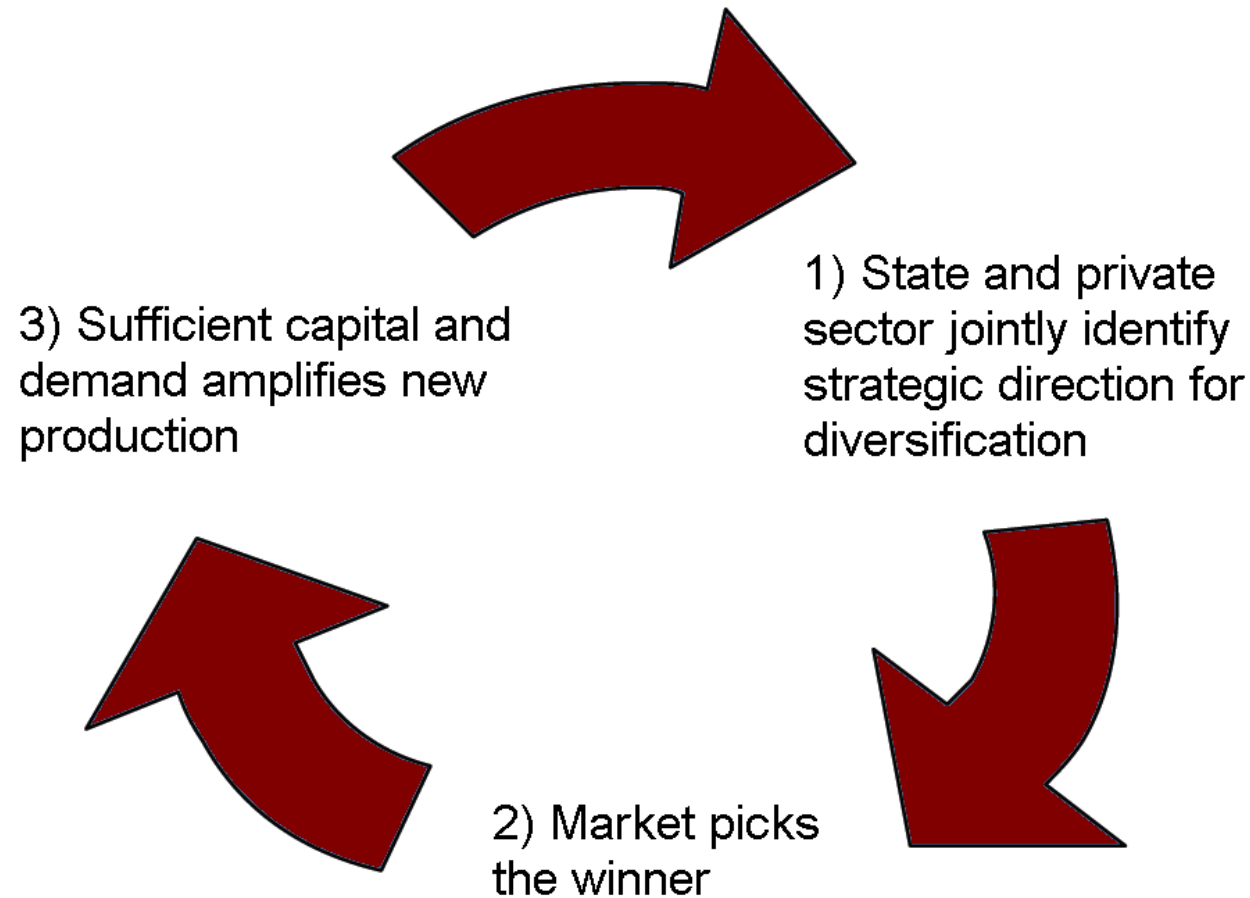 1) State and private
sector jointly identify
strategic direction for
diversification
2) Market picks
the winner
3) Sufficient capital and
demand amplifies new
production